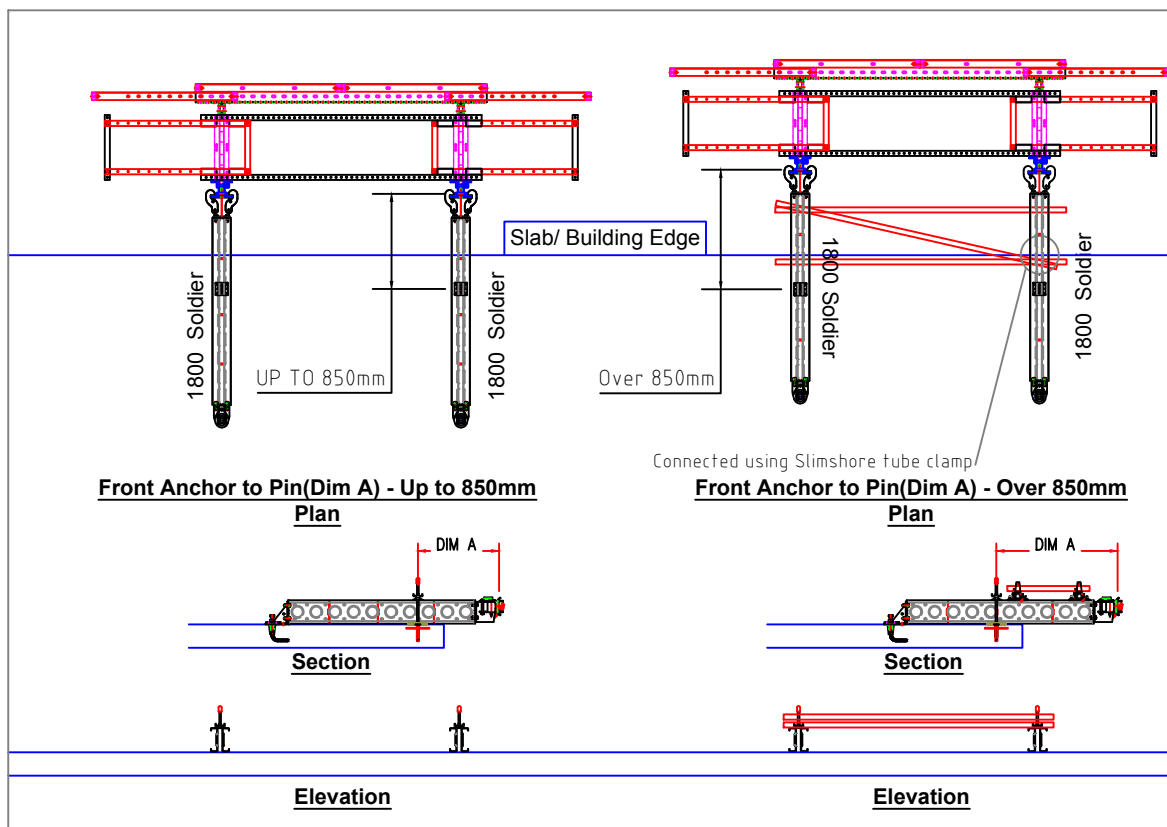 Slab/ Building Edge
1800 Soldier
1800 Soldier
UP TO 850mm
1800 Soldier
1800 Soldier
Over 850mm
Connected using Slimshore tube clamp
Front Anchor to Pin(Dim A) - Up to 850mm
Plan
Front Anchor to Pin(Dim A) - Over 850mm
Plan
DIM A
DIM A
Section
Section
Elevation
Elevation